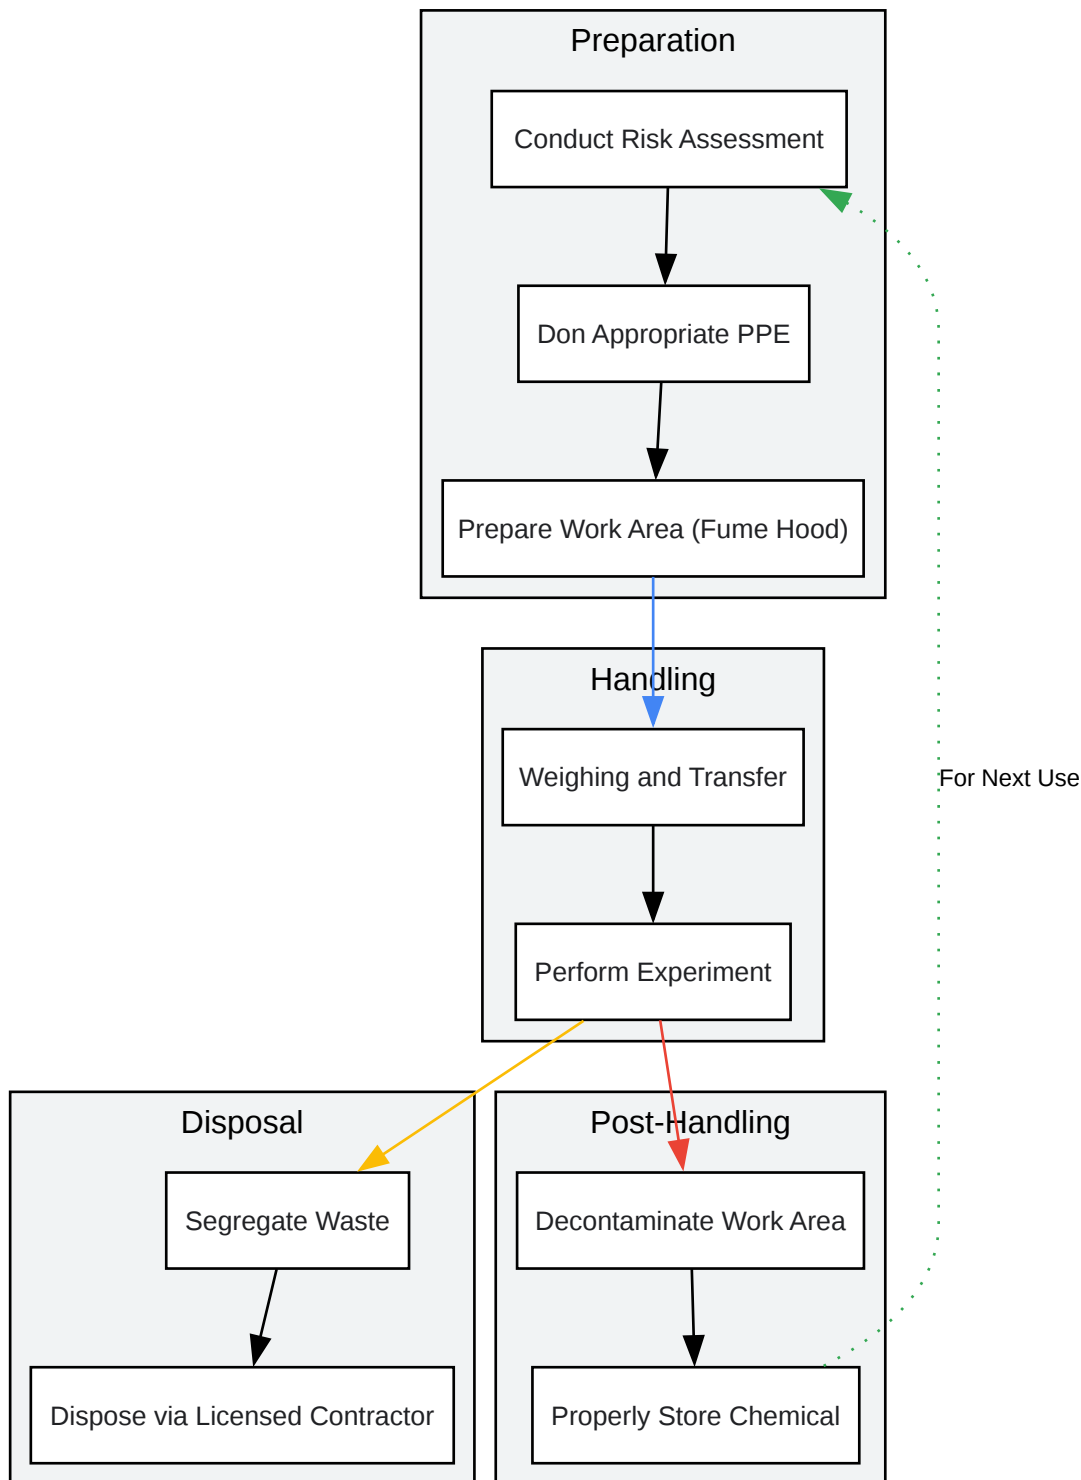 Preparation
Conduct Risk Assessment
Don Appropriate PPE
Prepare Work Area (Fume Hood)
Handling
Weighing and Transfer
For Next Use
Perform Experiment
Disposal
Post-Handling
Segregate Waste
Decontaminate Work Area
Dispose via Licensed Contractor
Properly Store Chemical